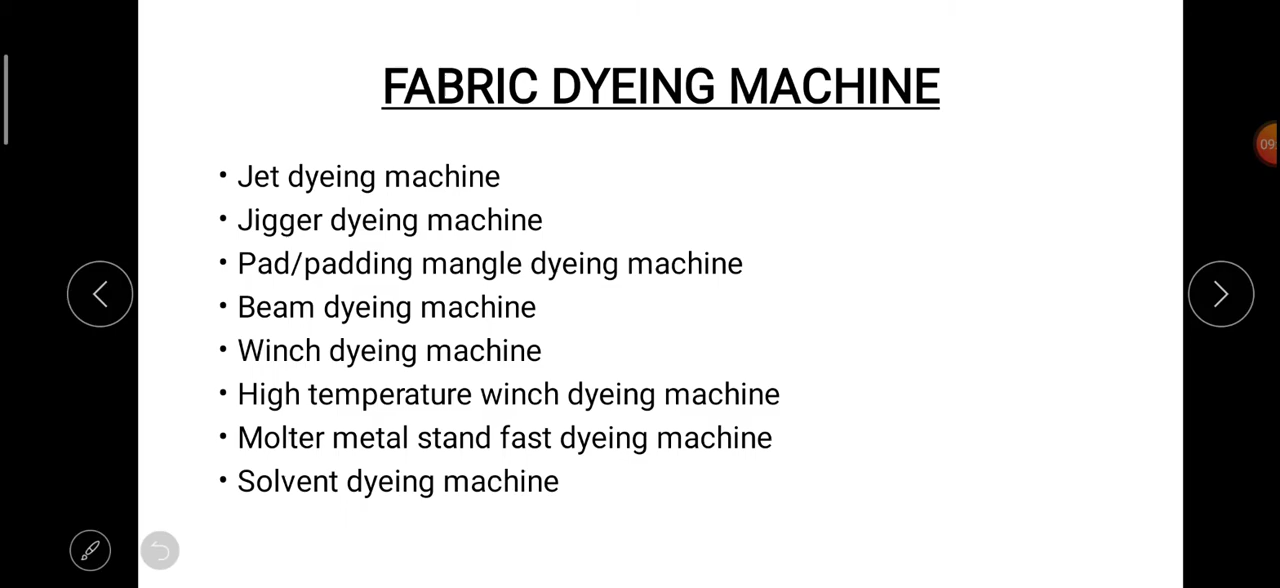 FABRIC DYEING MACHINE
• Jet dyeing machine
• Jigger dyeing machine
• Pad/padding mangle dyeing machine
• Beam dyeing machine
• Winch dyeing machine
• High temperature winch dyeing machine
• Molter metal stand fast dyeing machine
• Solvent dyeing machine